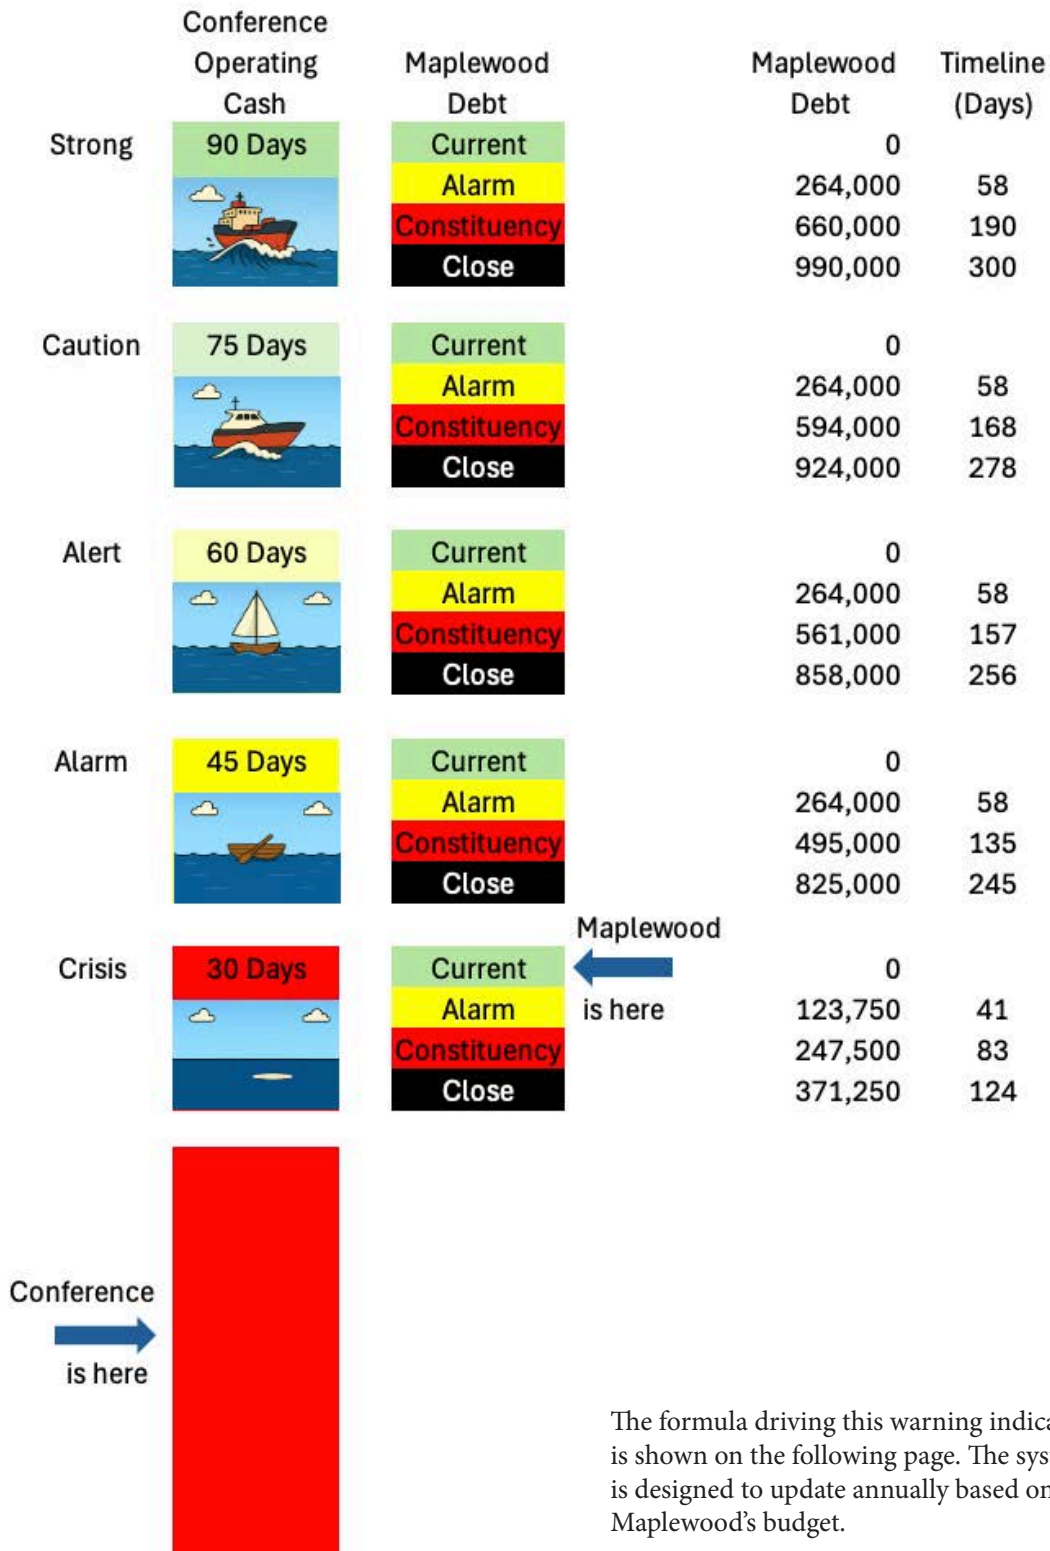 Conference
Operating Maplewood Maplewood Timeline
Cash Debt Debt (Days)
Strong 90 Days Current 0
Alarm 264,000 58
Constituency 660,000 190
Close 990,000 300
Caution 75 Days Current 0
Alarm 264,000 58
Constituency 594,000 168
Close 924,000 278
Alert 60 Days Current 0
Alarm 264,000 58
Constituency 561,000 157
Close 858,000 256
Alarm 45 Days Current 0
Alarm 264,000 58
Constituency 495,000 135
Close 825,000 245
Maplewood
Crisis 30 Days Current 0
Alarm is here 123,750 41
Constituency 247,500 83
Close 371,250 124
Conference
is here
The formula driving this warning
is shown on the following page. The
is designed to update annually based on
Maplewood's budget.